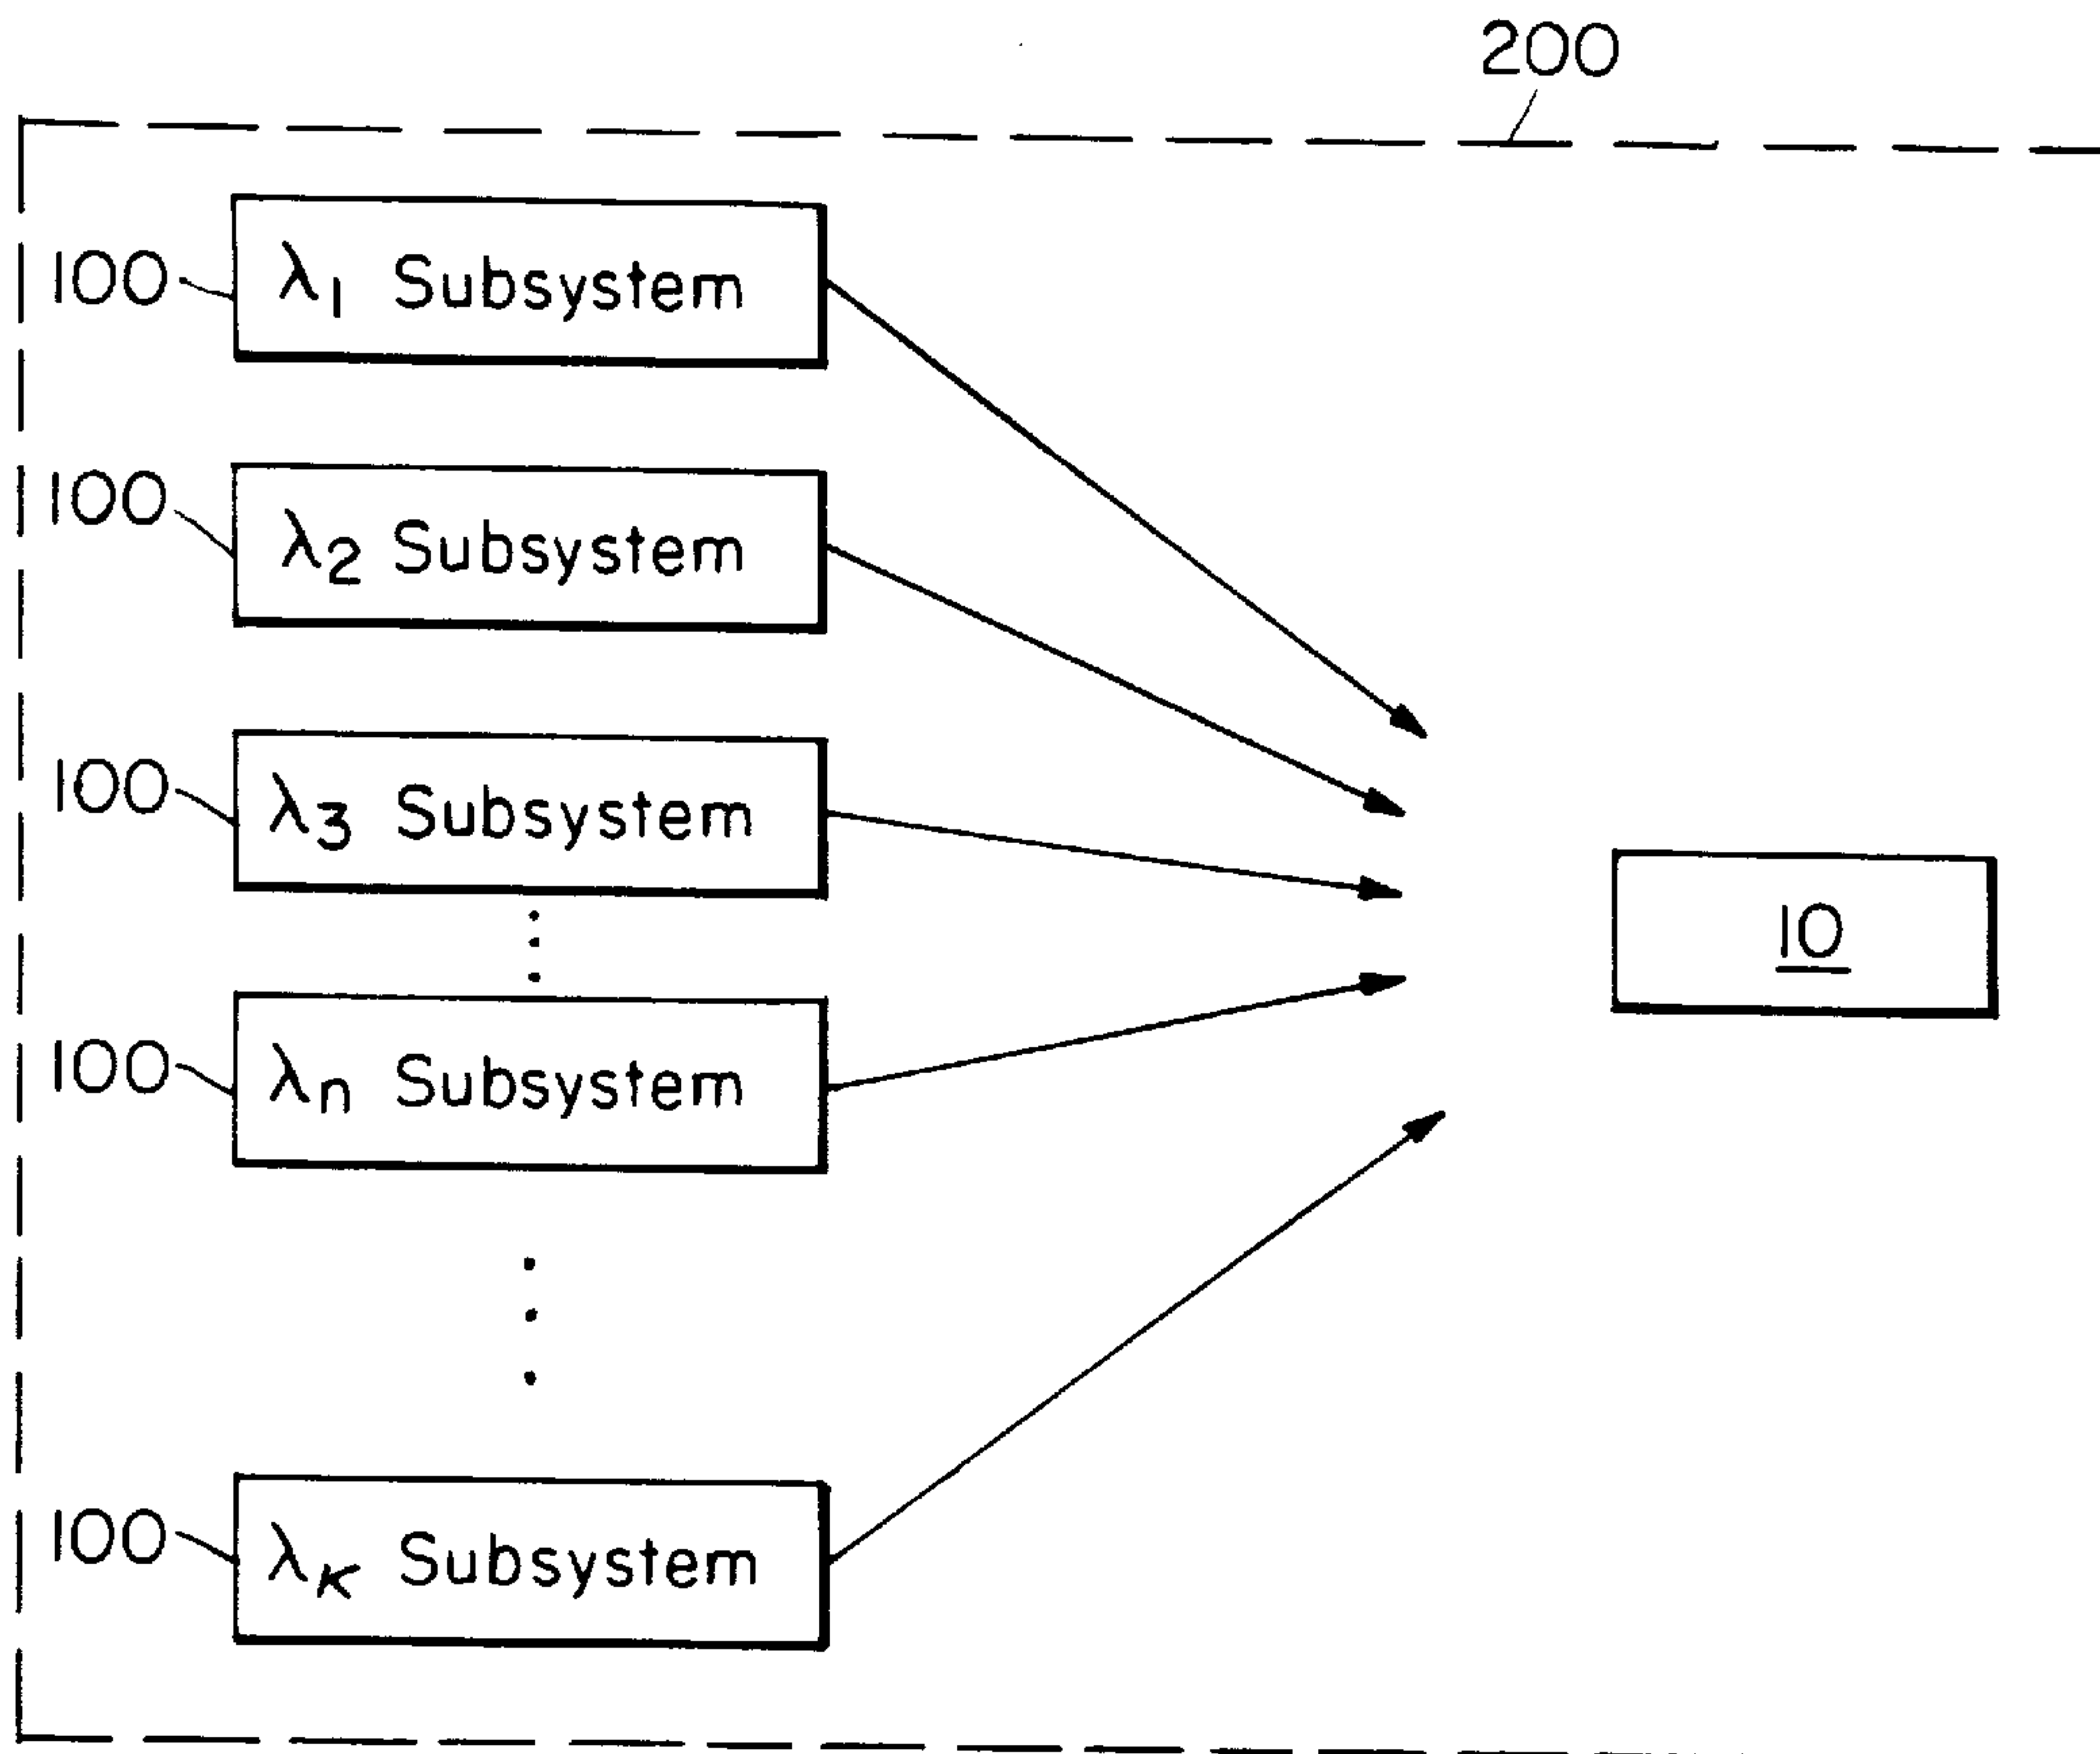 200
100 λ1 Subsystem
100 λ2 Subsystem
100 λ3 Subsystem
10
100 λn Subsystem
100 λK Subsystem